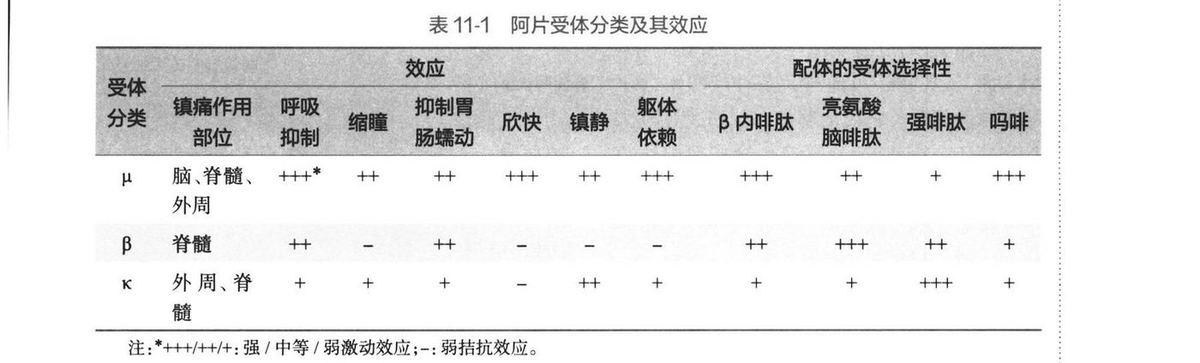 表 11-1 阿片受体分类及其效应
受体分类 效应 配体的受体选择性
镇痛作用部位 呼吸抑制 缩瞳 抑制胃肠蠕动 欣快 镇静 躯体依赖 β 内啡肽 亮氨酸脑啡肽 强啡肽 吗啡
μ 脑、脊髓、外周 +++* ++ ++ +++ ++ +++ +++ ++ + +++
β 脊髓 ++ – ++ – – – ++ +++ ++ +
κ 外周、脊髓 + + + – ++ + + + +++ +
注:*+++/++/+:强 / 中等 / 弱激动效应;–:弱拮抗效应。